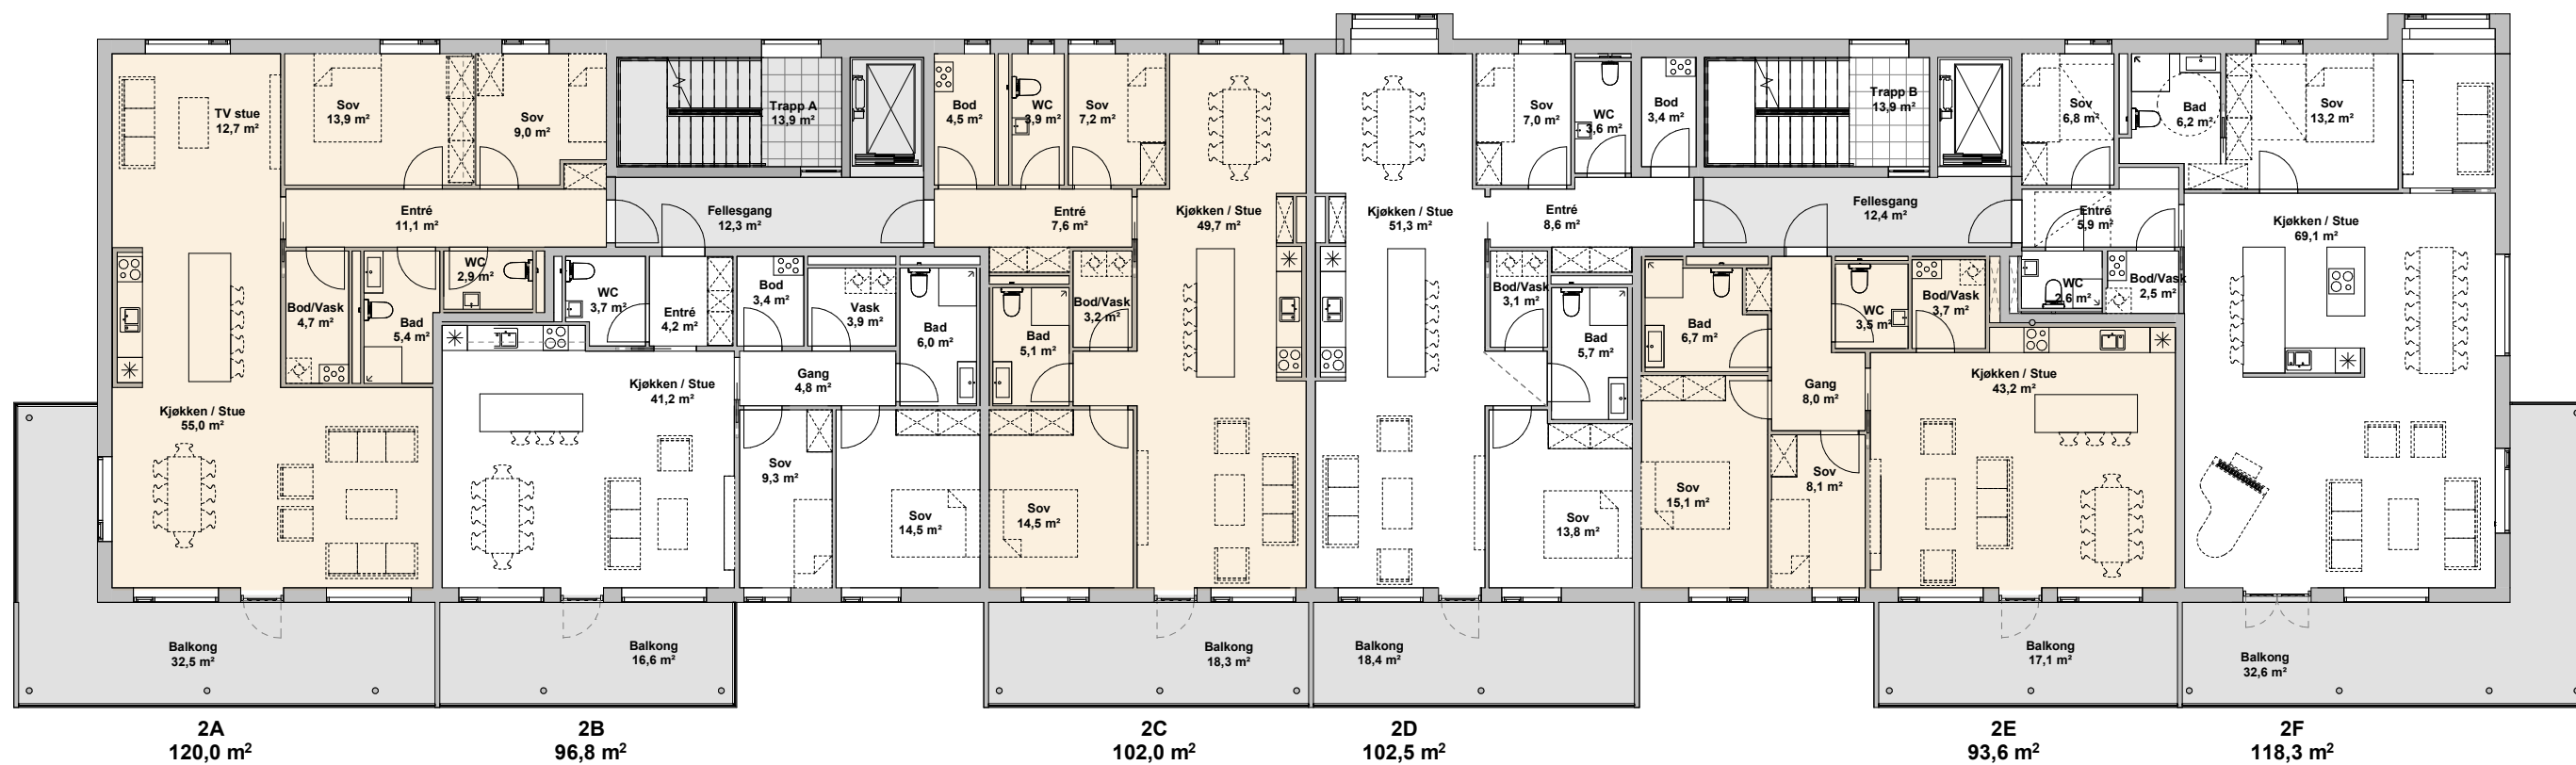 TV stue
12,7 m²
Sov
13,9 m²
Sov
9,0 m²
Trapp A
13,9 m²
Bod
4,5 m²
WC
3,9 m²
Sov
7,2 m²
Sov
7,0 m²
WC
3,6 m²
Bod
3,4 m²
Trapp B
13,9 m²
Sov
6,8 m²
Bad
6,2 m²
Sov
13,2 m²
Entré
11,1 m²
Fellesgang
12,3 m²
Entré
7,6 m²
Kjøkken / Stue
49,7 m²
Kjøkken / Stue
51,3 m²
Entré
8,6 m²
Fellesgang
12,4 m²
Entré
5,9 m²
Kjøkken / Stue
69,1 m²
Bod/Vask
4,7 m²
Bad
5,4 m²
WC
2,9 m²
WC
3,7 m²
Entré
4,2 m²
Bod
3,4 m²
Vask
3,9 m²
Bad
6,0 m²
Bad
5,1 m²
Bod/Vask
3,2 m²
Bod/Vask
3,1 m²
Bad
5,7 m²
Bad
6,7 m²
WC
3,5 m²
Bod/Vask
3,7 m²
WC
2,6 m²
Bod/Vask
2,5 m²
Kjøkken / Stue
55,0 m²
Kjøkken / Stue
41,2 m²
Gang
4,8 m²
Gang
8,0 m²
Kjøkken / Stue
43,2 m²
Sov
9,3 m²
Sov
14,5 m²
Sov
14,5 m²
Sov
13,8 m²
Sov
15,1 m²
Sov
8,1 m²
Balkong
32,5 m²
Balkong
16,6 m²
Balkong
18,3 m²
Balkong
18,4 m²
Balkong
17,1 m²
Balkong
32,6 m²
2A
120,0 m²
2B
96,8 m²
2C
102,0 m²
2D
102,5 m²
2E
93,6 m²
2F
118,3 m²